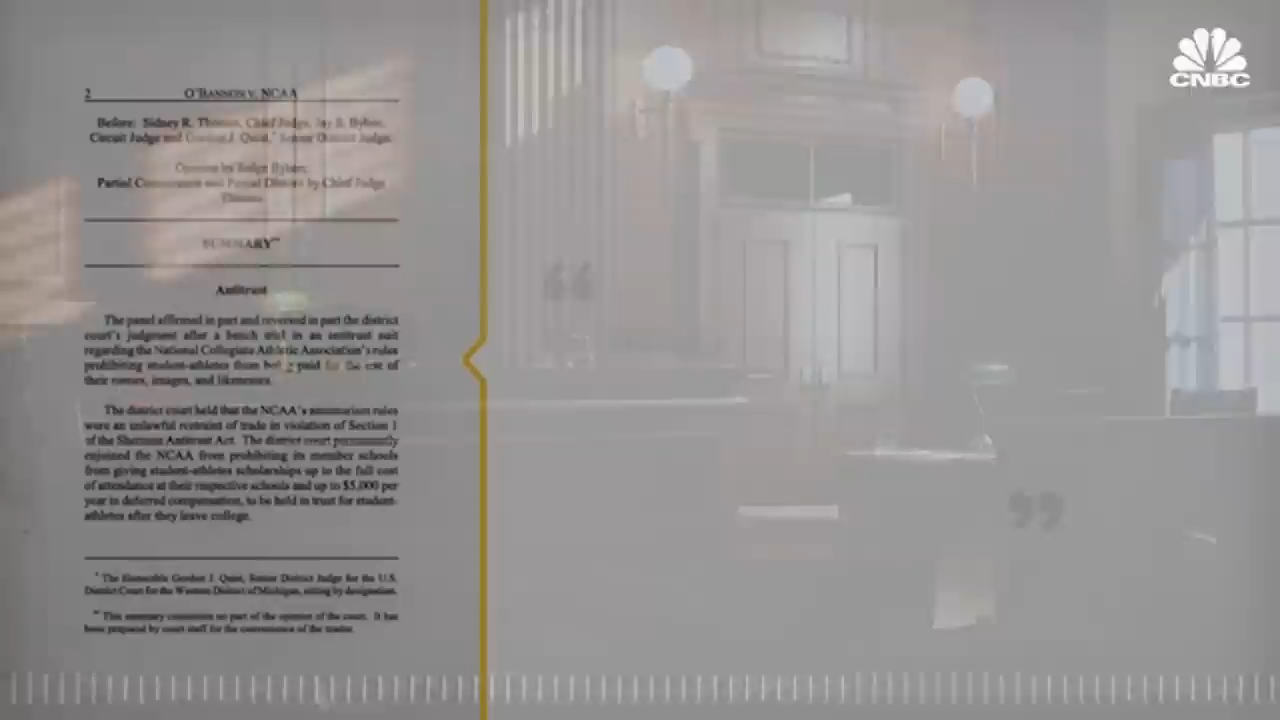 CNBC
2 O'BANNON V. NCAA
Before: Sidney R. Thomas, Chief Judge, Jay S. Bybee,
Circuit Judge and Gordon J. Quist,* Senior District Judge.
Opinion by Judge Bybee;
Partial Concurrence and Partial Dissent by Chief Judge
Thomas
SUMMARY**
Antitrust
The panel affirmed in part and reversed in part the district
court's judgment after a bench trial in an antitrust suit
regarding the National Collegiate Athletic Association's rules
prohibiting student-athletes from being paid for the use of
their names, images, and likenesses.
The district court held that the NCAA's amateurism rules
were an unlawful restraint of trade in violation of Section 1
of the Sherman Antitrust Act. The district court permanently
enjoined the NCAA from prohibiting its member schools
from giving student-athletes scholarships up to the full cost
of attendance at their respective schools and up to $5,000 per
year in deferred compensation, to be held in trust for student-
athletes after they leave college.
* The Honorable Gordon J. Quist, Senior District Judge for the U.S.
District Court for the Western District of Michigan, sitting by designation.
** This summary constitutes no part of the opinion of the court. It has
been prepared by court staff for the convenience of the reader.
“
”